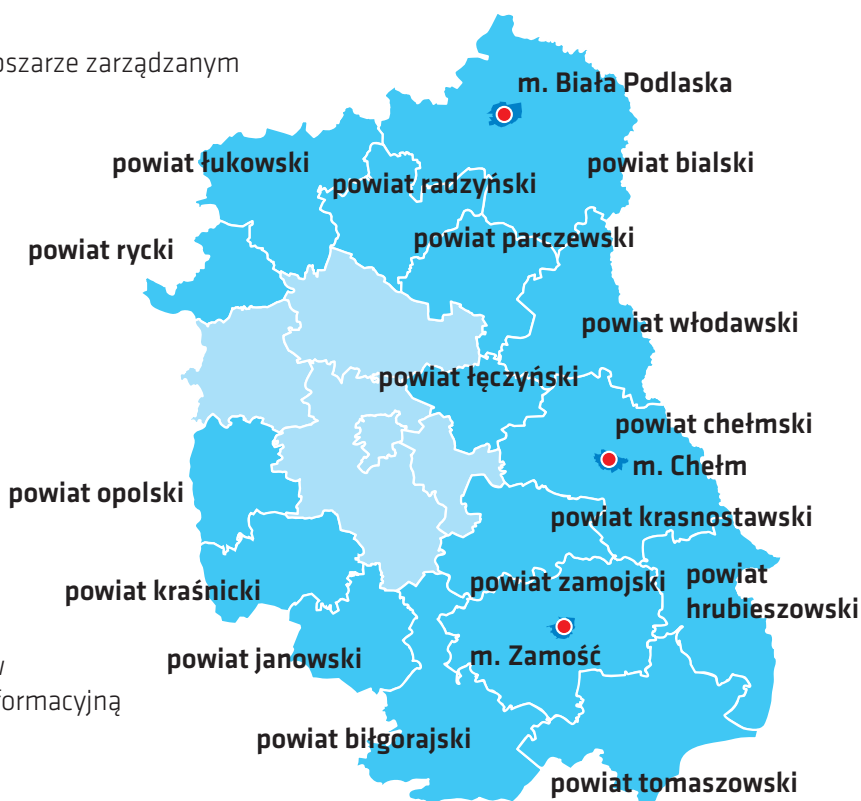 bszarze zarządzanym
m. Biała Podlaska
powiat łukowski
powiat radzyński
powiat bialski
powiat rycki
powiat parczewski
powiat włodawski
powiat łęczyński
powiat chełmski
m. Chełm
powiat opolski
powiat krasnostawski
powiat kraśnicki
powiat zamojski
powiat
hrubieszowski
powiat janowski
m. Zamość
formacyjną
powiat biłgorajski
powiat tomaszowski